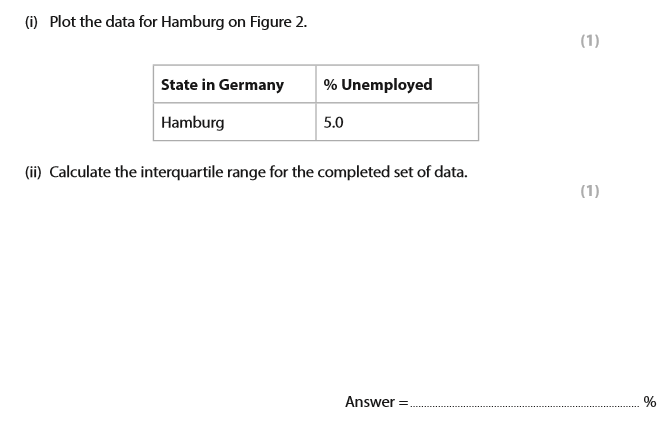 (i) Plot the data for Hamburg on Figure 2.
(1)
State in Germany % Unemployed
Hamburg 5.0
(ii) Calculate the interquartile range for the completed set of data.
(1)
Answer = ........................................................................ %